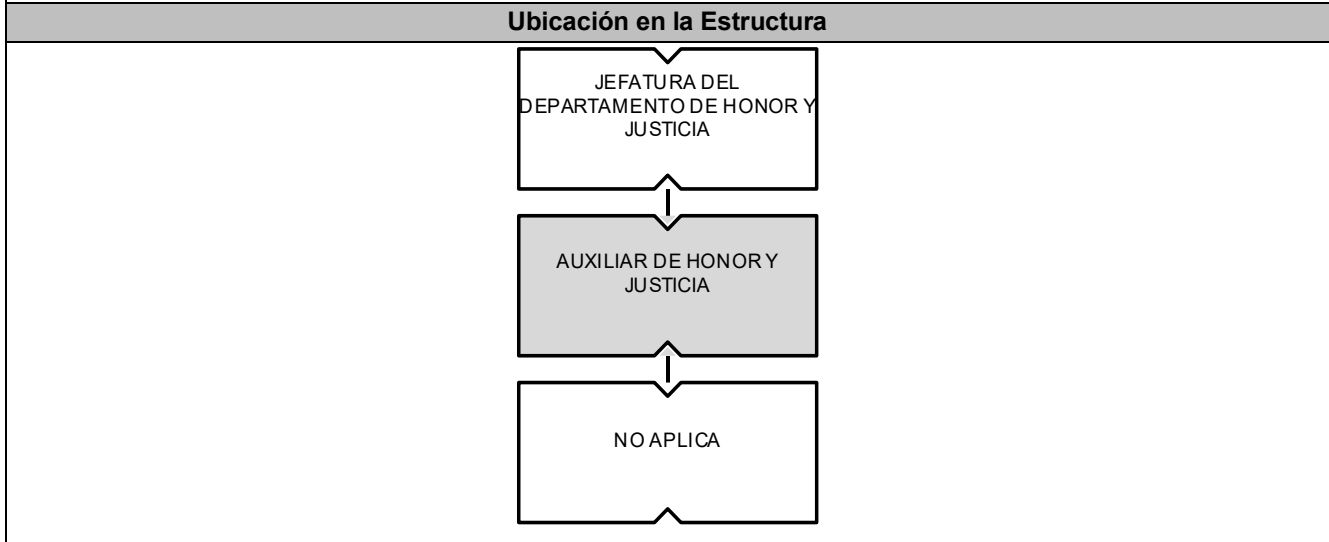 Ubicación en la Estructura
JEFATURA DEL
DEPARTAMENTO DE HONOR Y
JUSTICIA
AUXILIAR DE HONOR Y
JUSTICIA
NO APLICA